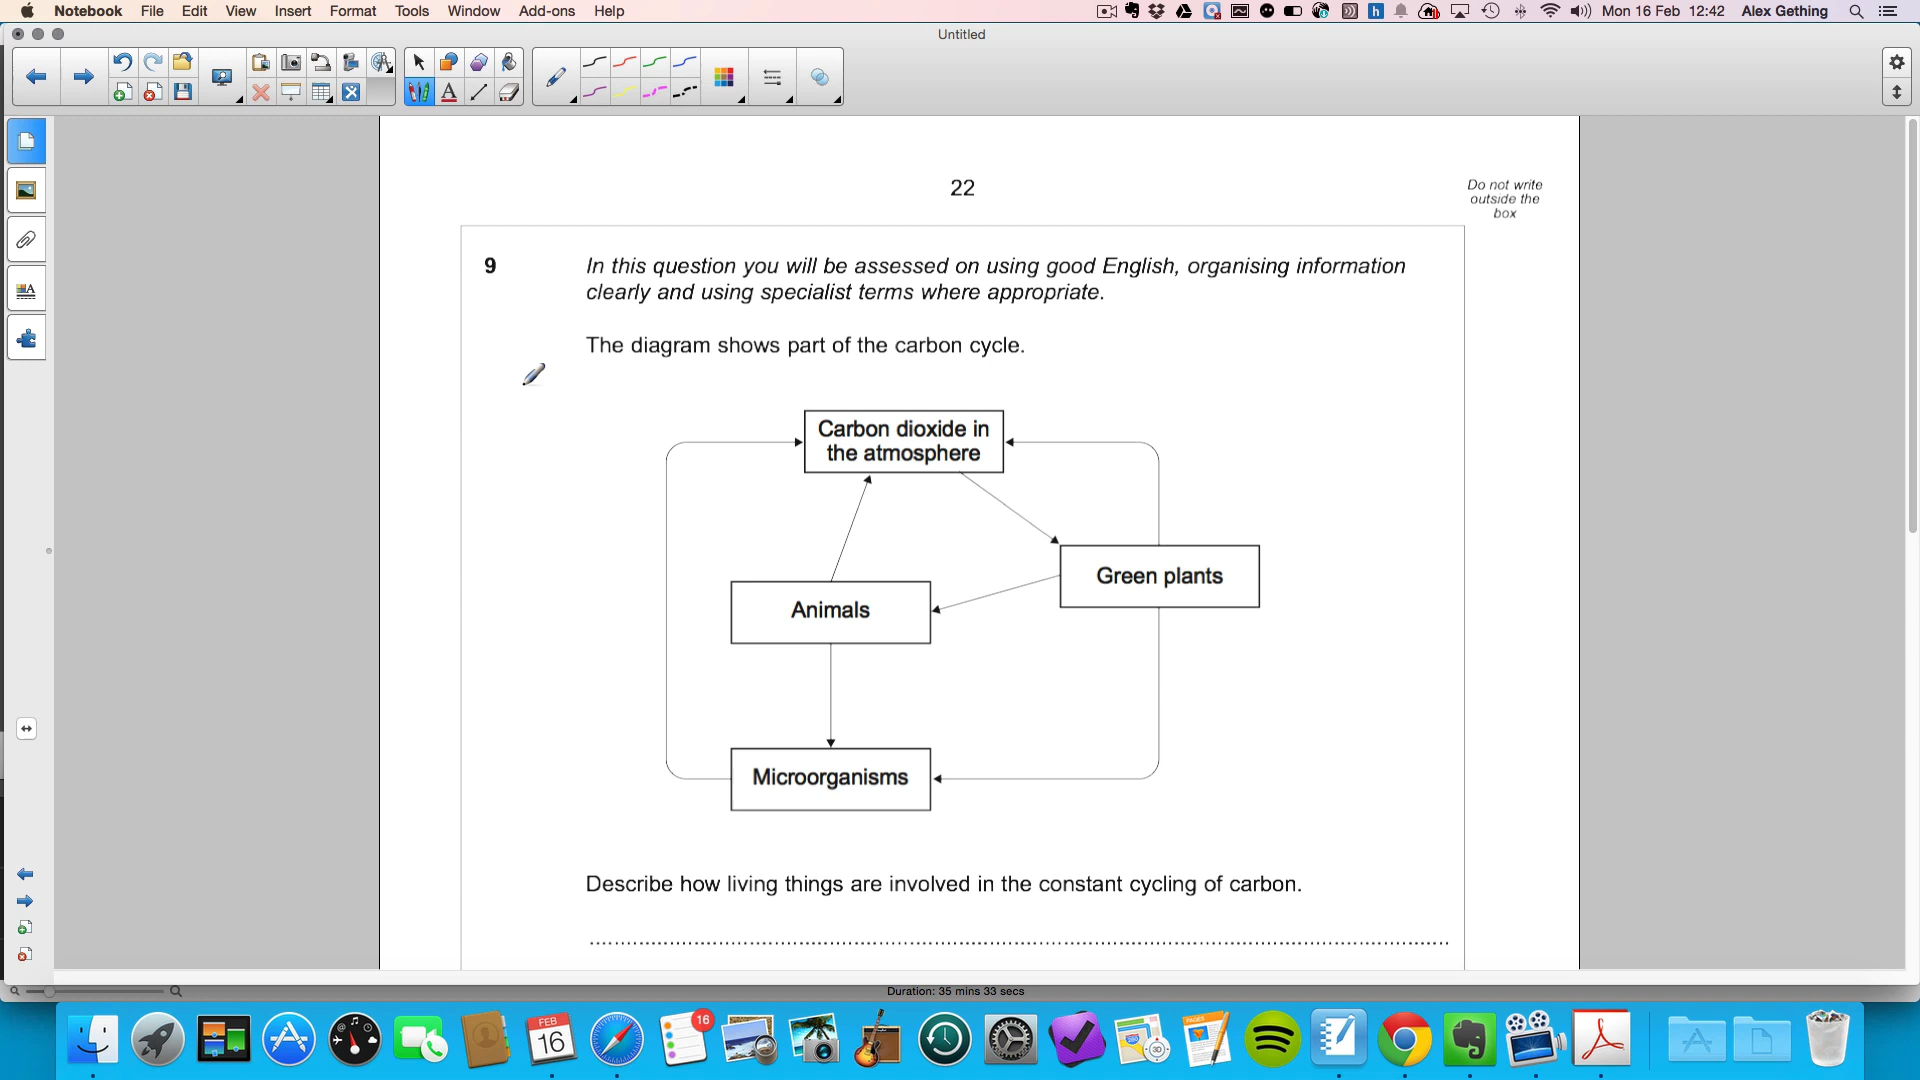 Notebook File Edit View Insert Format Tools Window Add-ons Help Mon 16 Feb 12:42 Alex Gething
Untitled
22
Do not write
outside the
box
9
In this question you will be assessed on using good English, organising information
clearly and using specialist terms where appropriate.
The diagram shows part of the carbon cycle.
Carbon dioxide in
the atmosphere
Green plants
Animals
Microorganisms
Describe how living things are involved in the constant cycling of carbon.
Duration: 35 mins 33 secs
FEB
16
16
PAGES